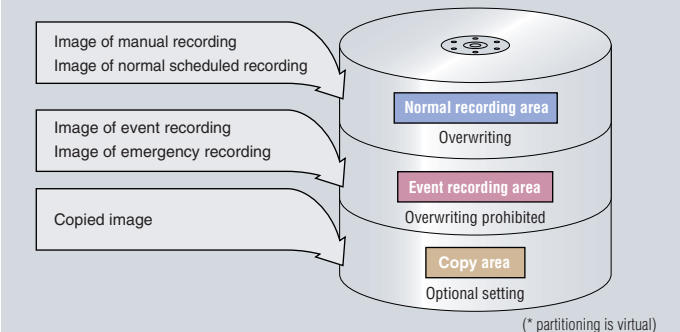 Image of manual recording
Image of normal scheduled recording
Normal recording area
Overwriting
Image of event recording
Image of emergency recording
Event recording area
Overwriting prohibited
Copied image
Copy area
Optional setting
(* partitioning is virtual)